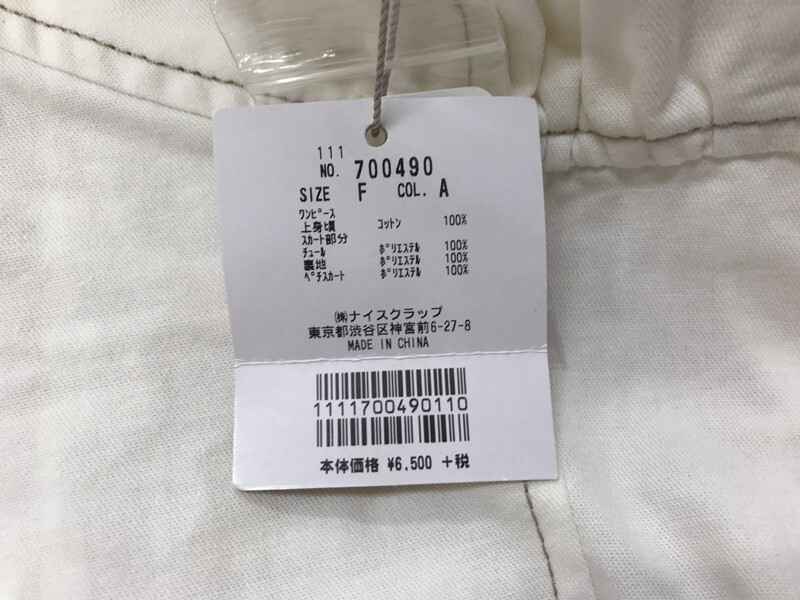 111
NO. 700490
SIZE F COL. A
ﾜﾝﾋﾟｰｽ
上身頃 ｺｯﾄﾝ 100%
ｽｶｰﾄ部分
ﾁｭｰﾙ ﾎﾟﾘｴｽﾃﾙ 100%
裏地 ﾎﾟﾘｴｽﾃﾙ 100%
ﾍﾟﾁｽｶｰﾄ ﾎﾟﾘｴｽﾃﾙ 100%
㈱ナイスクラップ
東京都渋谷区神宮前6-27-8
MADE IN CHINA
1111700490110
本体価格 ¥6,500 +税